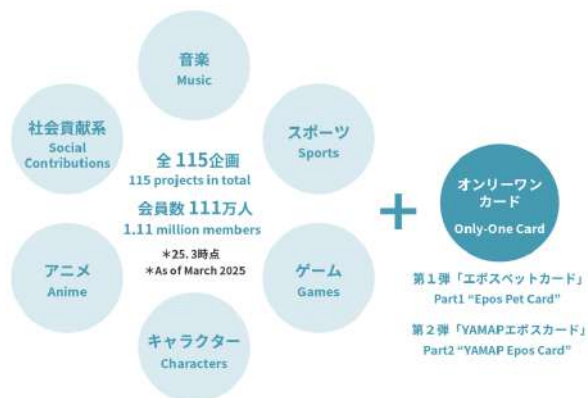 音楽
Music
社会貢献系
Social
Contributions
スポーツ
Sports
全 115企画
115 projects in total
会員数 111万人
1.11 million members
＊25. 3時点
＊As of March 2025
アニメ
Anime
ゲーム
Games
キャラクター
Characters
+
オンリーワン
カード
Only-One Card
第1弾「エポスペットカード」
Part1 “Epos Pet Card”
第2弾「YAMAPエポスカード」
Part2 “YAMAP Epos Card”